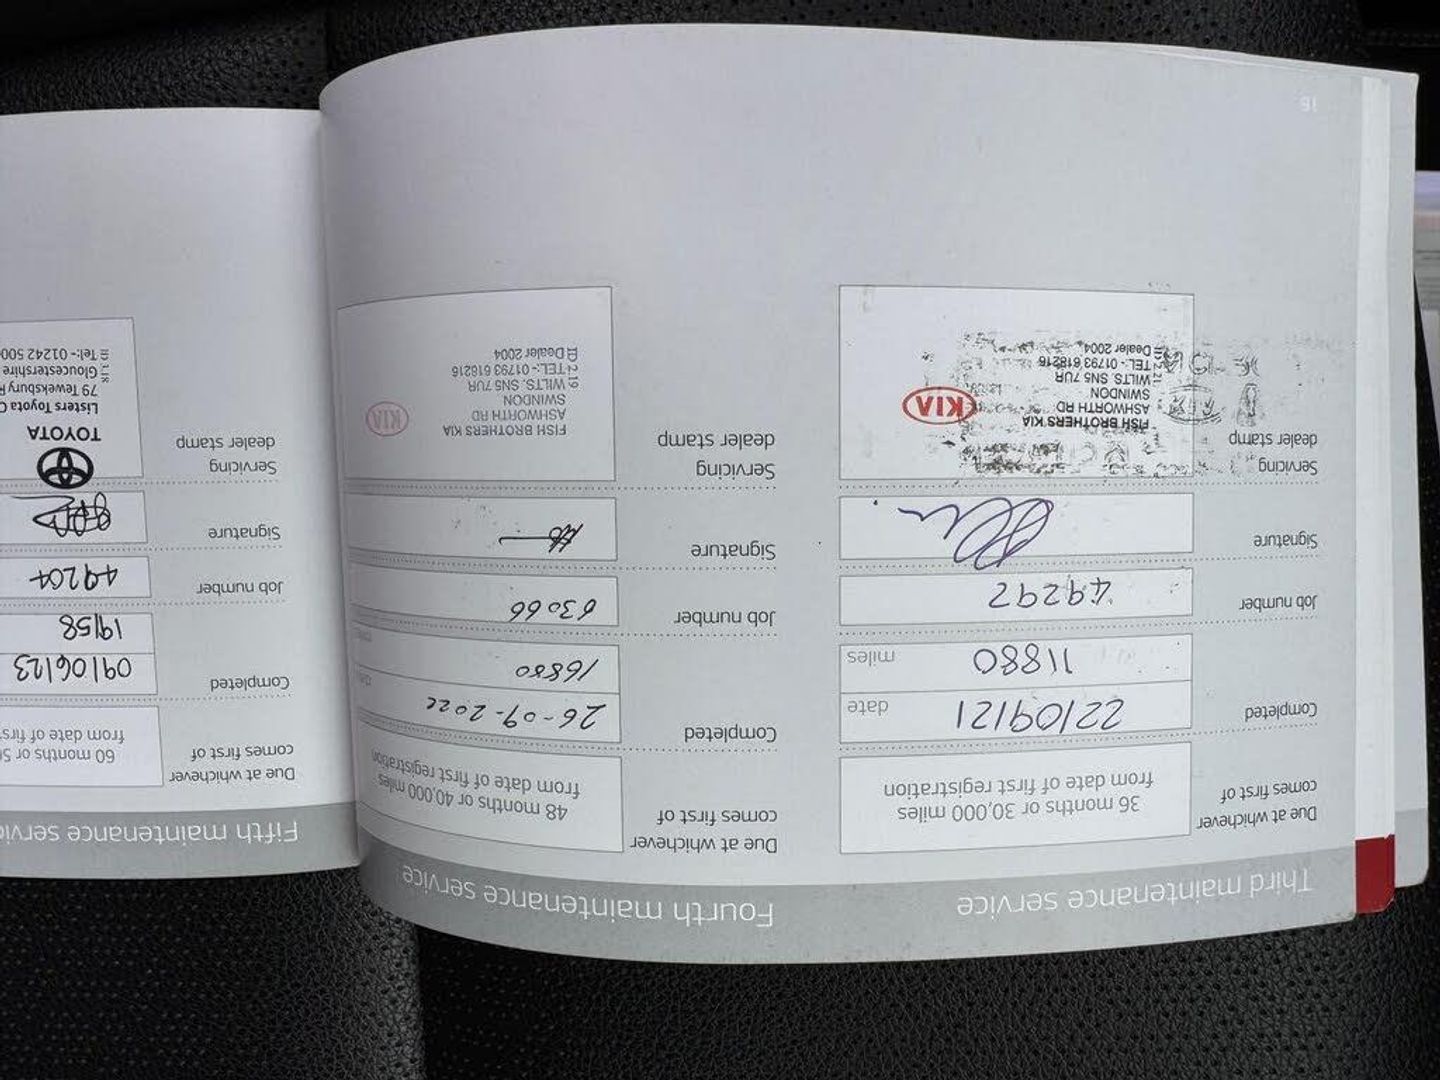 Third maintenance service
Due at whichever
comes first of
36 months or 30,000 miles
from date of first registration
Completed
22/09/21
date
11880
miles
Job number
49292
Signature
Servicing
dealer stamp
FISH BROTHERS KIA
ASHWORTH RD
SWINDON
WILTS. SN5 7UR
TEL:- 01793 618216
Dealer 2004
KIA
16
Fourth maintenance service
Due at whichever
comes first of
48 months or 40,000 miles
from date of first registration
Completed
26-09-2022
16880
Job number
63066
Signature
Servicing
dealer stamp
FISH BROTHERS KIA
ASHWORTH RD
SWINDON
WILTS. SN5 7UR
TEL:- 01793 618216
Dealer 2004
KIA
Fifth maintenance
Due at whichever
comes first of
60 months or
from date of
Completed
09/06/23
19158
Job number
49204
Signature
Servicing
dealer stamp
TOYOTA
Listers Toyota
79 Teweksbury
Gloucestershire
Tel:- 01242 500